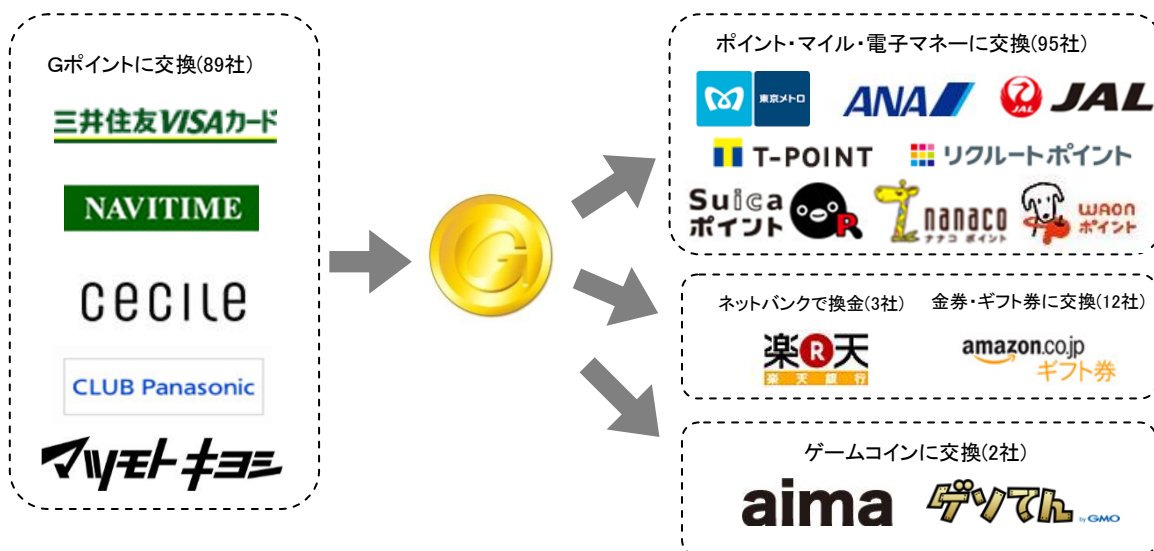 Gポイントに交換(89社)
三井住友VISAカード
NAVITIME
cecile
CLUB Panasonic
マツモトキヨシ
G
ポイント・マイル・電子マネーに交換(95社)
東京メトロ
ANA
JAL
JAL
T-POINT
リクルートポイント
Suica
ポイント
R
nanaco
ナナコ ポイント
WAON
ポイント
ネットバンクで換金(3社)
金券・ギフト券に交換(12社)
楽R天
楽天銀行
amazon.co.jp
ギフト券
ゲームコインに交換(2社)
aima
ゲソてん
by GMO